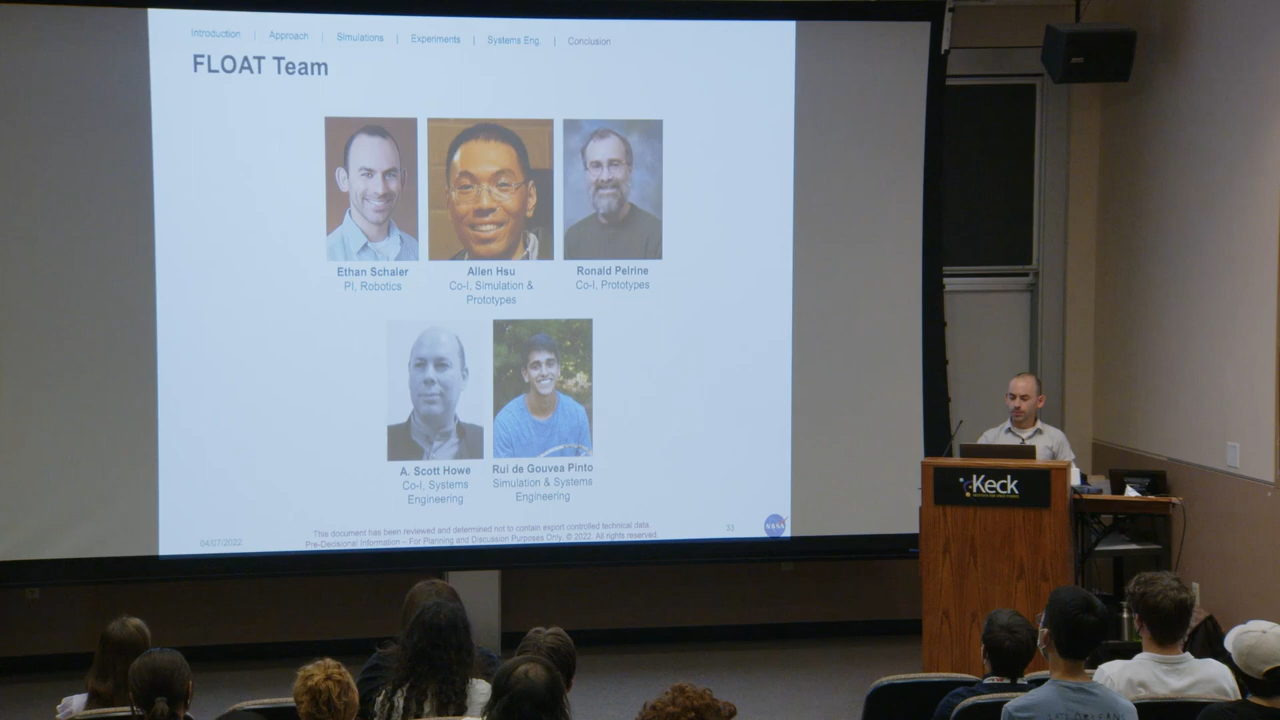 Introduction | Approach | Simulations | Experiments | Systems Eng. | Conclusion
FLOAT Team
Ethan Schaler
PI, Robotics
Allen Hsu
Co-I, Simulation &
Prototypes
Ronald Pelrine
Co-I, Prototypes
A. Scott Howe
Co-I, Systems
Engineering
Rui de Gouvea Pinto
Simulation & Systems
Engineering
04/07/2022
This document has been reviewed and determined not to contain export controlled technical data.
Pre-Decisional Information – For Planning and Discussion Purposes Only. © 2022. All rights reserved.
33
NASA
Keck